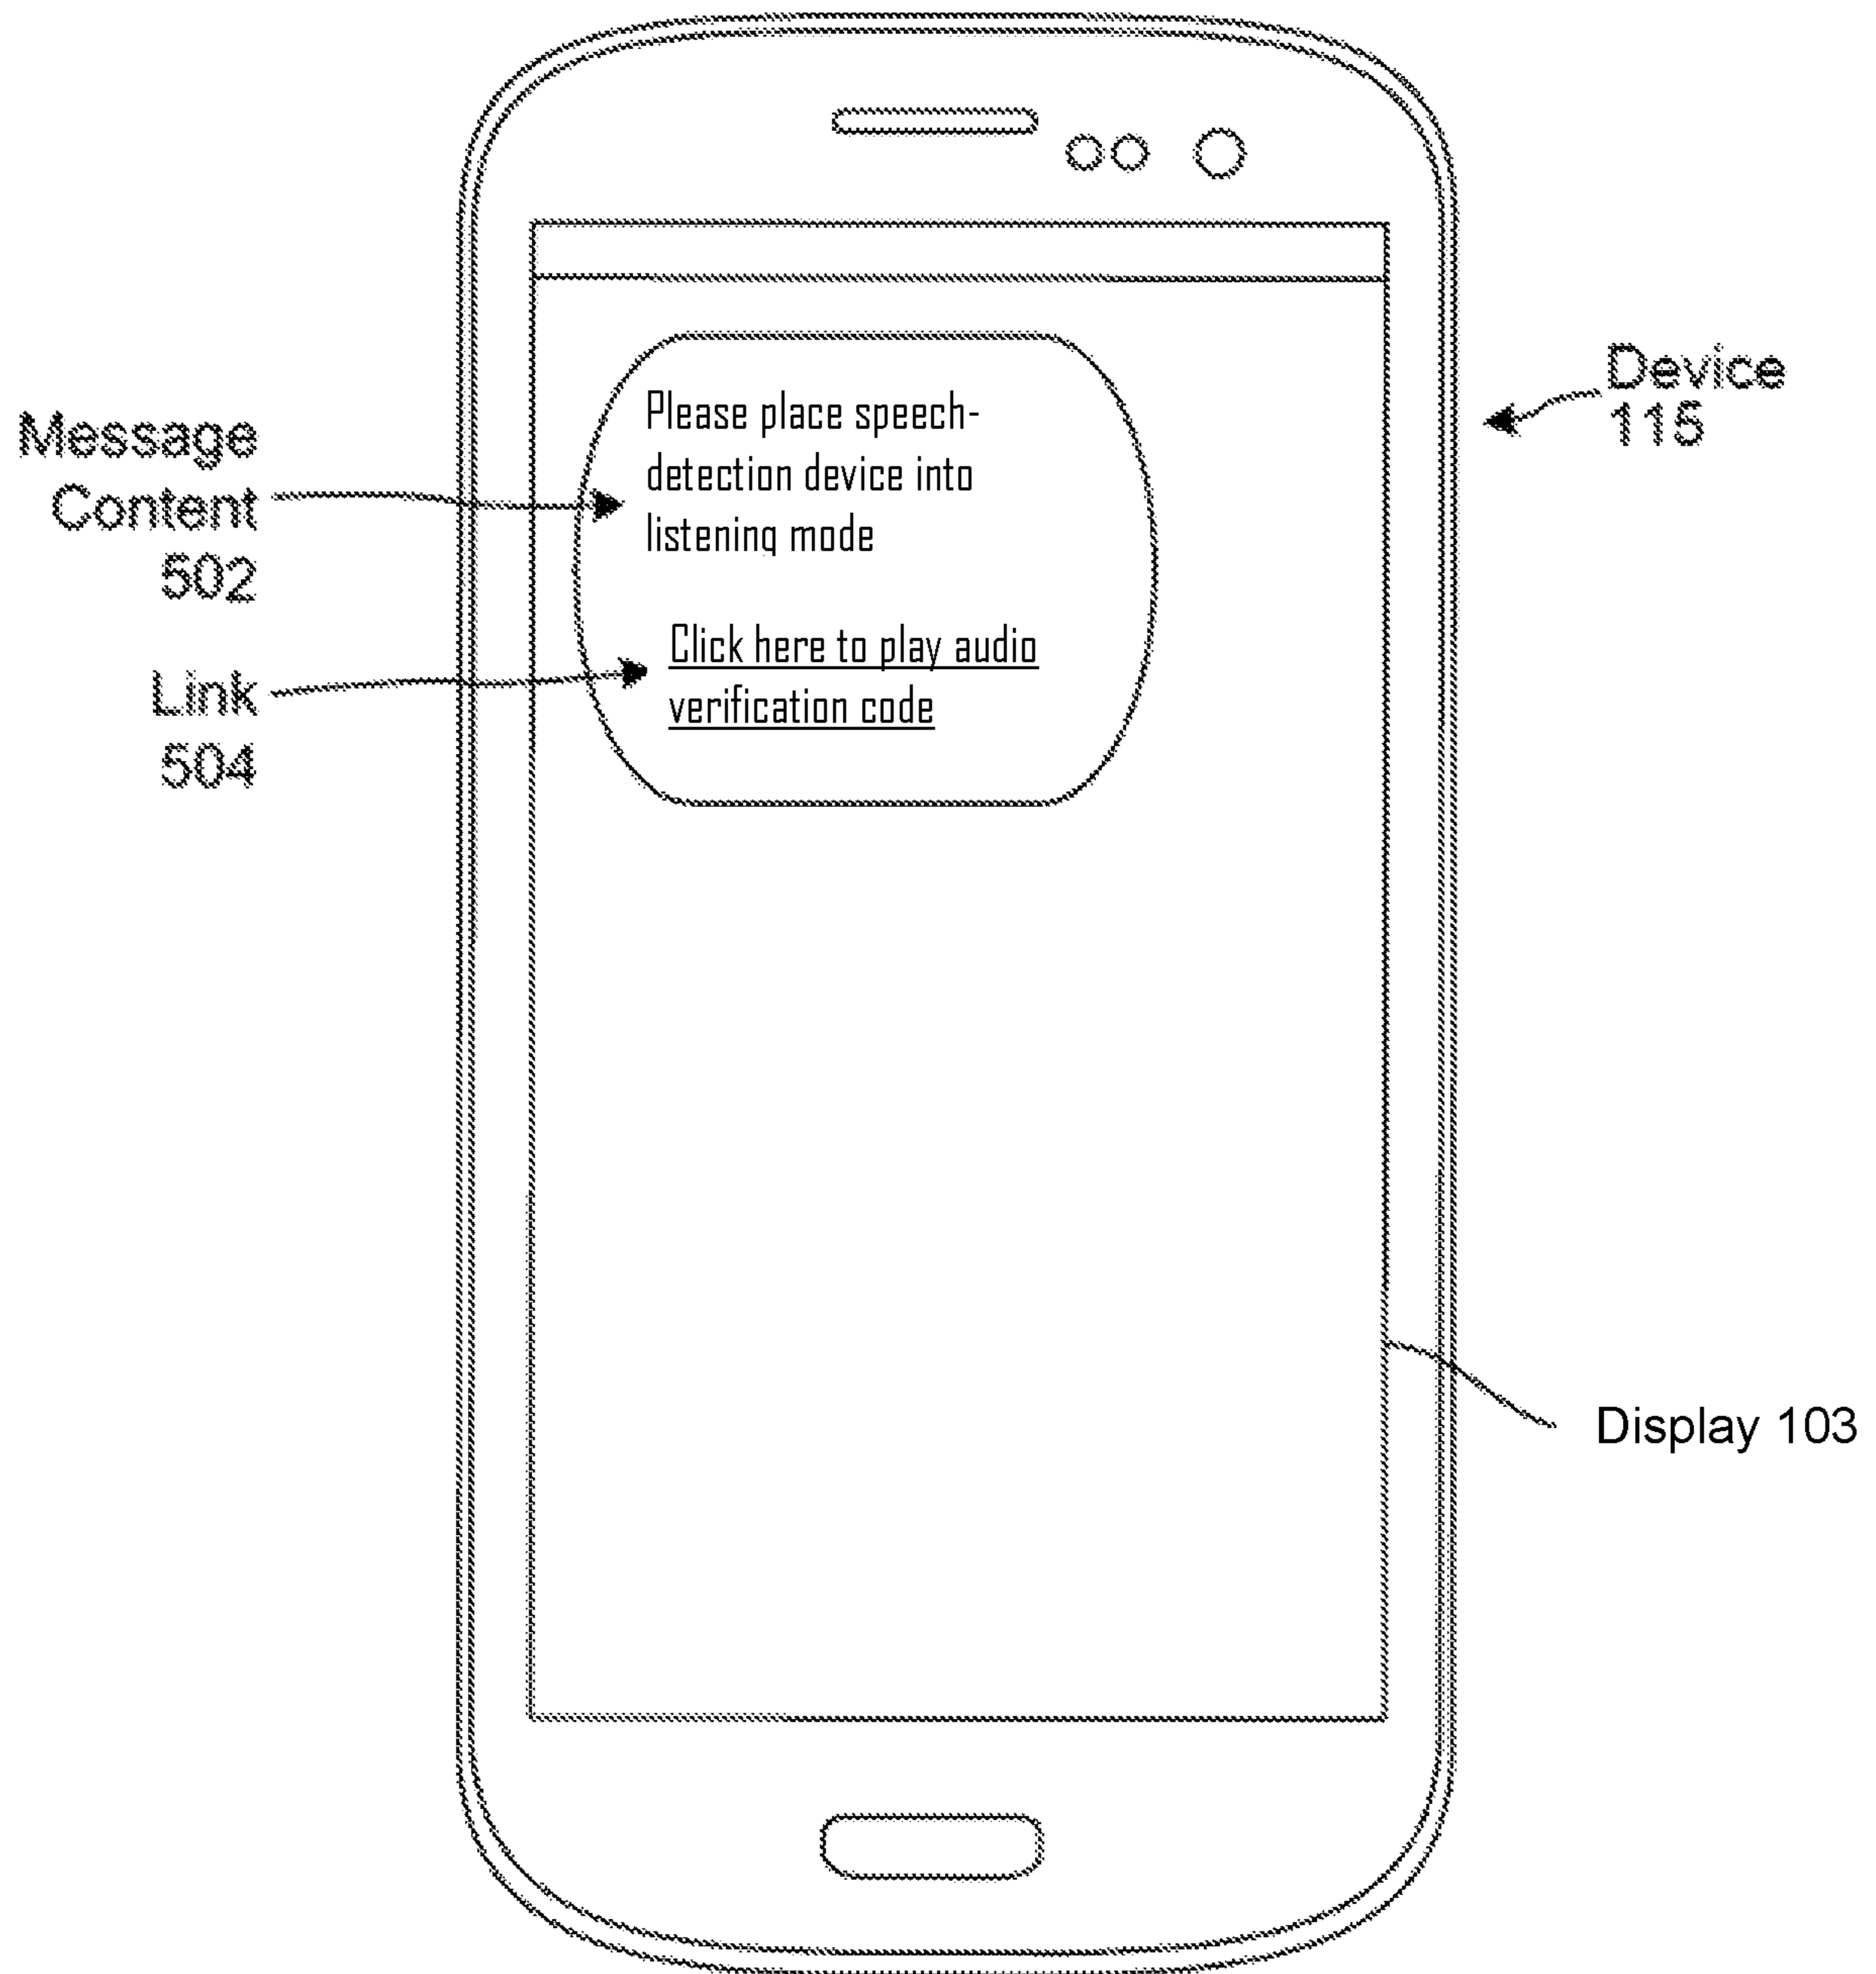 Message
Content
502
Link
504
Please place speech-
detection device into
listening mode
Click here to play audio
verification code
Device
115
Display 103